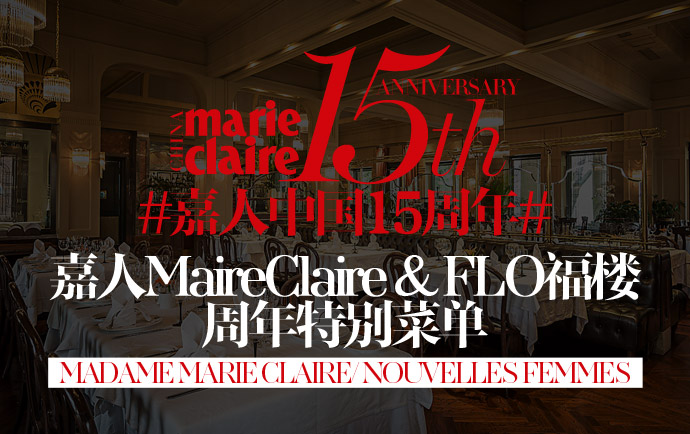 15th
ANNIVERSARY
CHINA
marie
claire
#嘉人中国15周年#
嘉人MaireClaire & FLO福楼
周年特别菜单
MADAME MARIE CLAIRE/ NOUVELLES FEMMES